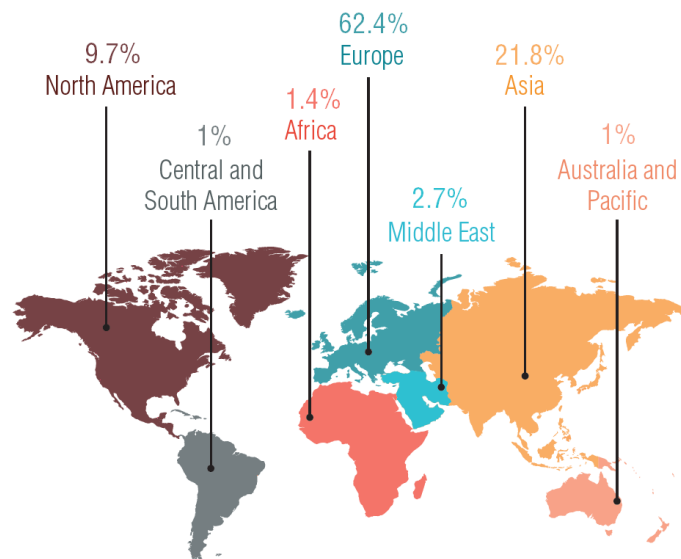 9.7%
North America
1%
Central and
South America
1.4%
Africa
62.4%
Europe
2.7%
Middle East
21.8%
Asia
1%
Australia and
Pacific